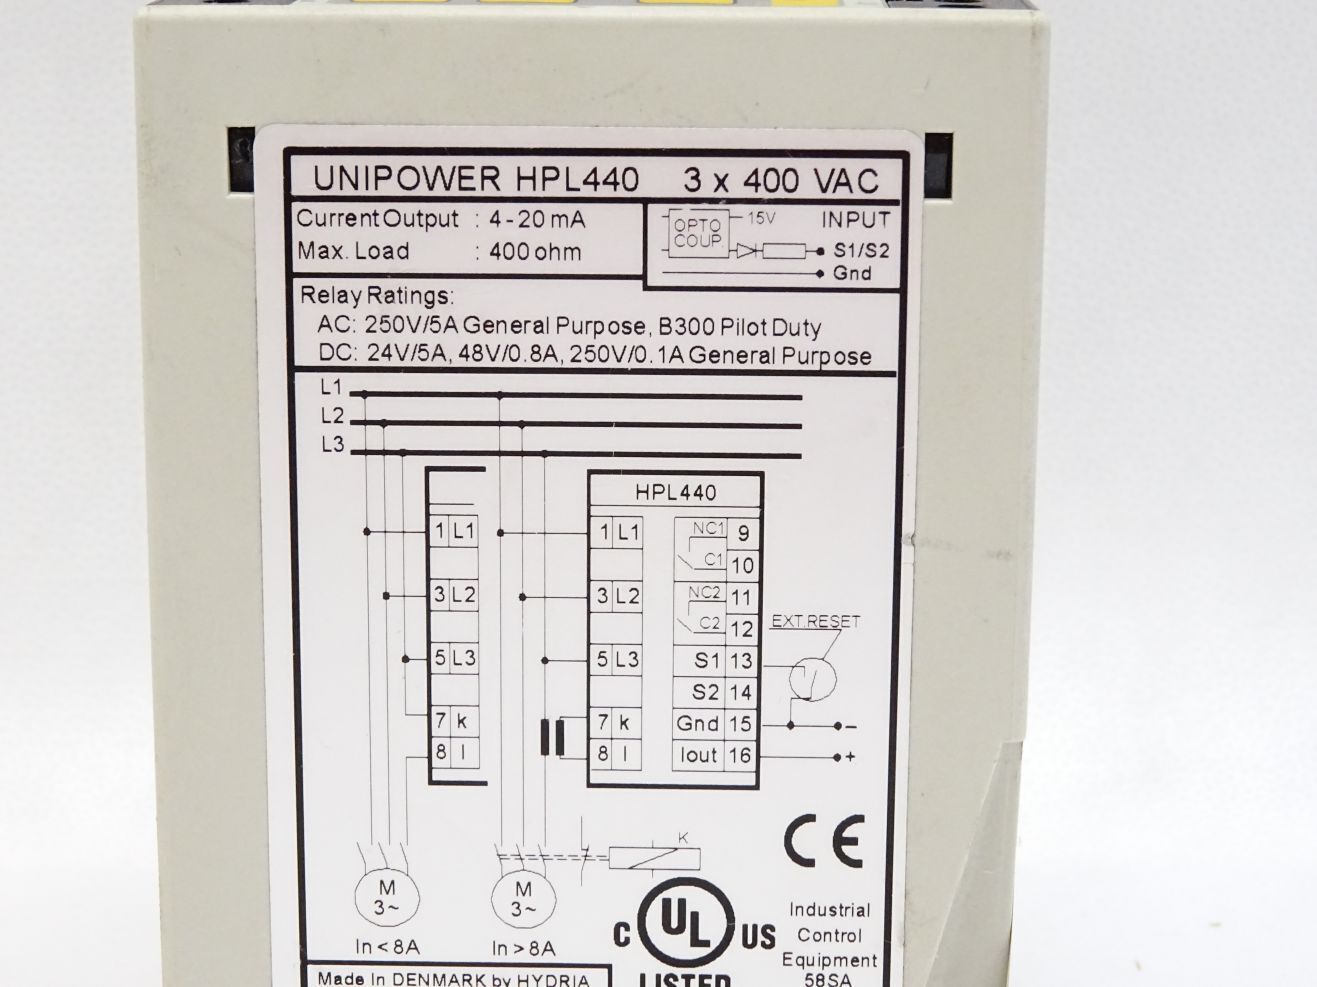 UNIPOWER HPL440 3 x 400 VAC
Current Output : 4-20 mA
Max. Load : 400 ohm
OPTO COUP. 15V INPUT
S1/S2
Gnd
Relay Ratings:
AC: 250V/5A General Purpose, B300 Pilot Duty
DC: 24V/5A, 48V/0.8A, 250V/0.1A General Purpose
L1
L2
L3
HPL440
1 L1 1 L1 NC1 9
C1 10
3 L2 3 L2 NC2 11
C2 12
EXT.RESET
5 L3 5 L3 S1 13
S2 14
7 k 7 k Gnd 15 -
8 l 8 l Iout 16 +
K
M 3~ M 3~
In < 8A In > 8A
CE
C UL US
LISTED
Industrial
Control
Equipment
58SA
Made In DENMARK by HYDRIA